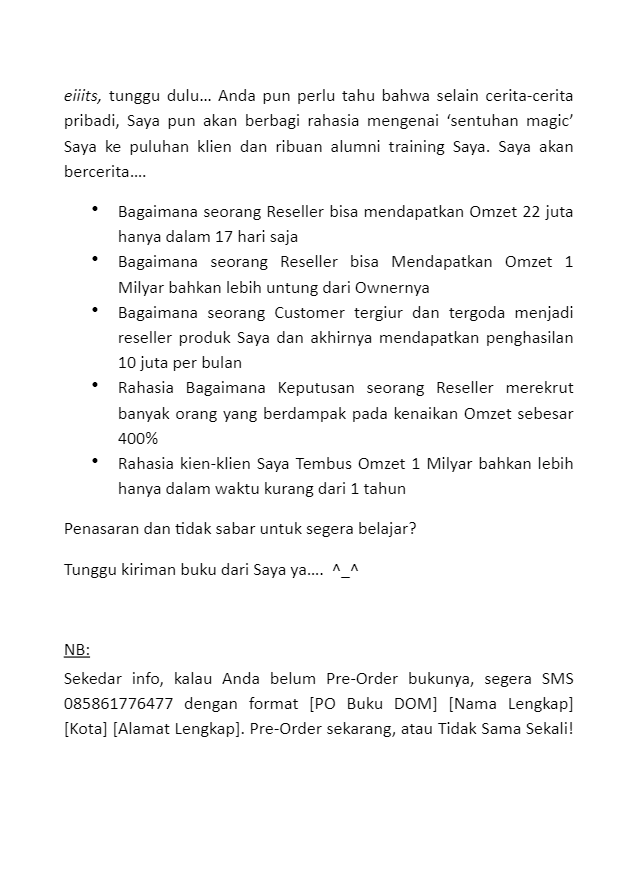 eiiits, tunggu dulu… Anda pun perlu tahu bahwa selain cerita-cerita
pribadi, Saya pun akan berbagi rahasia mengenai ‘sentuhan magic’
Saya ke puluhan klien dan ribuan alumni training Saya. Saya akan
bercerita….
• Bagaimana seorang Reseller bisa mendapatkan Omzet 22 juta
hanya dalam 17 hari saja
• Bagaimana seorang Reseller bisa Mendapatkan Omzet 1
Milyar bahkan lebih untung dari Ownernya
• Bagaimana seorang Customer tergiur dan tergoda menjadi
reseller produk Saya dan akhirnya mendapatkan penghasilan
10 juta per bulan
• Rahasia Bagaimana Keputusan seorang Reseller merekrut
banyak orang yang berdampak pada kenaikan Omzet sebesar
400%
• Rahasia kien-klien Saya Tembus Omzet 1 Milyar bahkan lebih
hanya dalam waktu kurang dari 1 tahun
Penasaran dan tidak sabar untuk segera belajar?
Tunggu kiriman buku dari Saya ya…. ^_^
NB:
Sekedar info, kalau Anda belum Pre-Order bukunya, segera SMS
085861776477 dengan format [PO Buku DOM] [Nama Lengkap]
[Kota] [Alamat Lengkap]. Pre-Order sekarang, atau Tidak Sama Sekali!